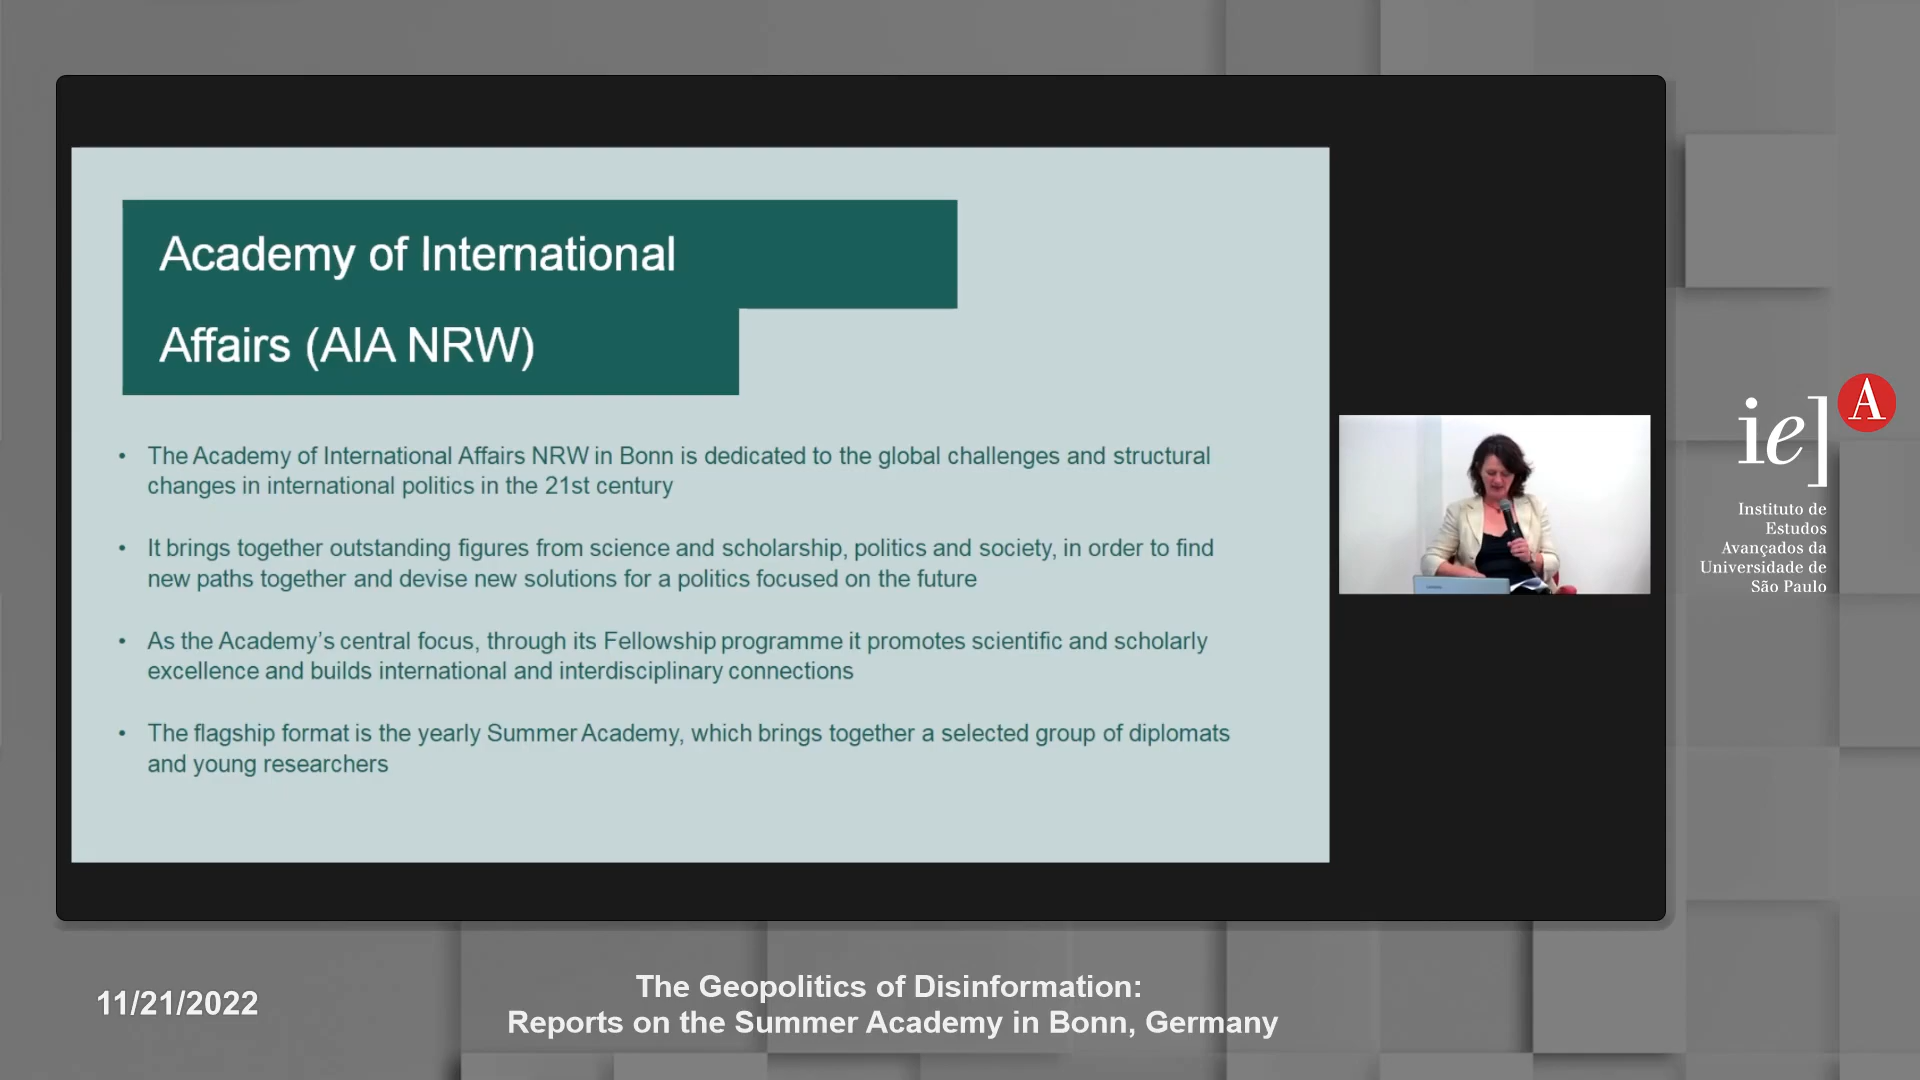 Academy of International
Affairs (AIA NRW)
• The Academy of International Affairs NRW in Bonn is dedicated to the global challenges and structural
changes in international politics in the 21st century
• It brings together outstanding figures from science and scholarship, politics and society, in order to find
new paths together and devise new solutions for a politics focused on the future
• As the Academy’s central focus, through its Fellowship programme it promotes scientific and scholarly
excellence and builds international and interdisciplinary connections
• The flagship format is the yearly Summer Academy, which brings together a selected group of diplomats
and young researchers
ie] A
Instituto de
Estudos
Avançados da
Universidade de
São Paulo
11/21/2022
The Geopolitics of Disinformation:
Reports on the Summer Academy in Bonn, Germany